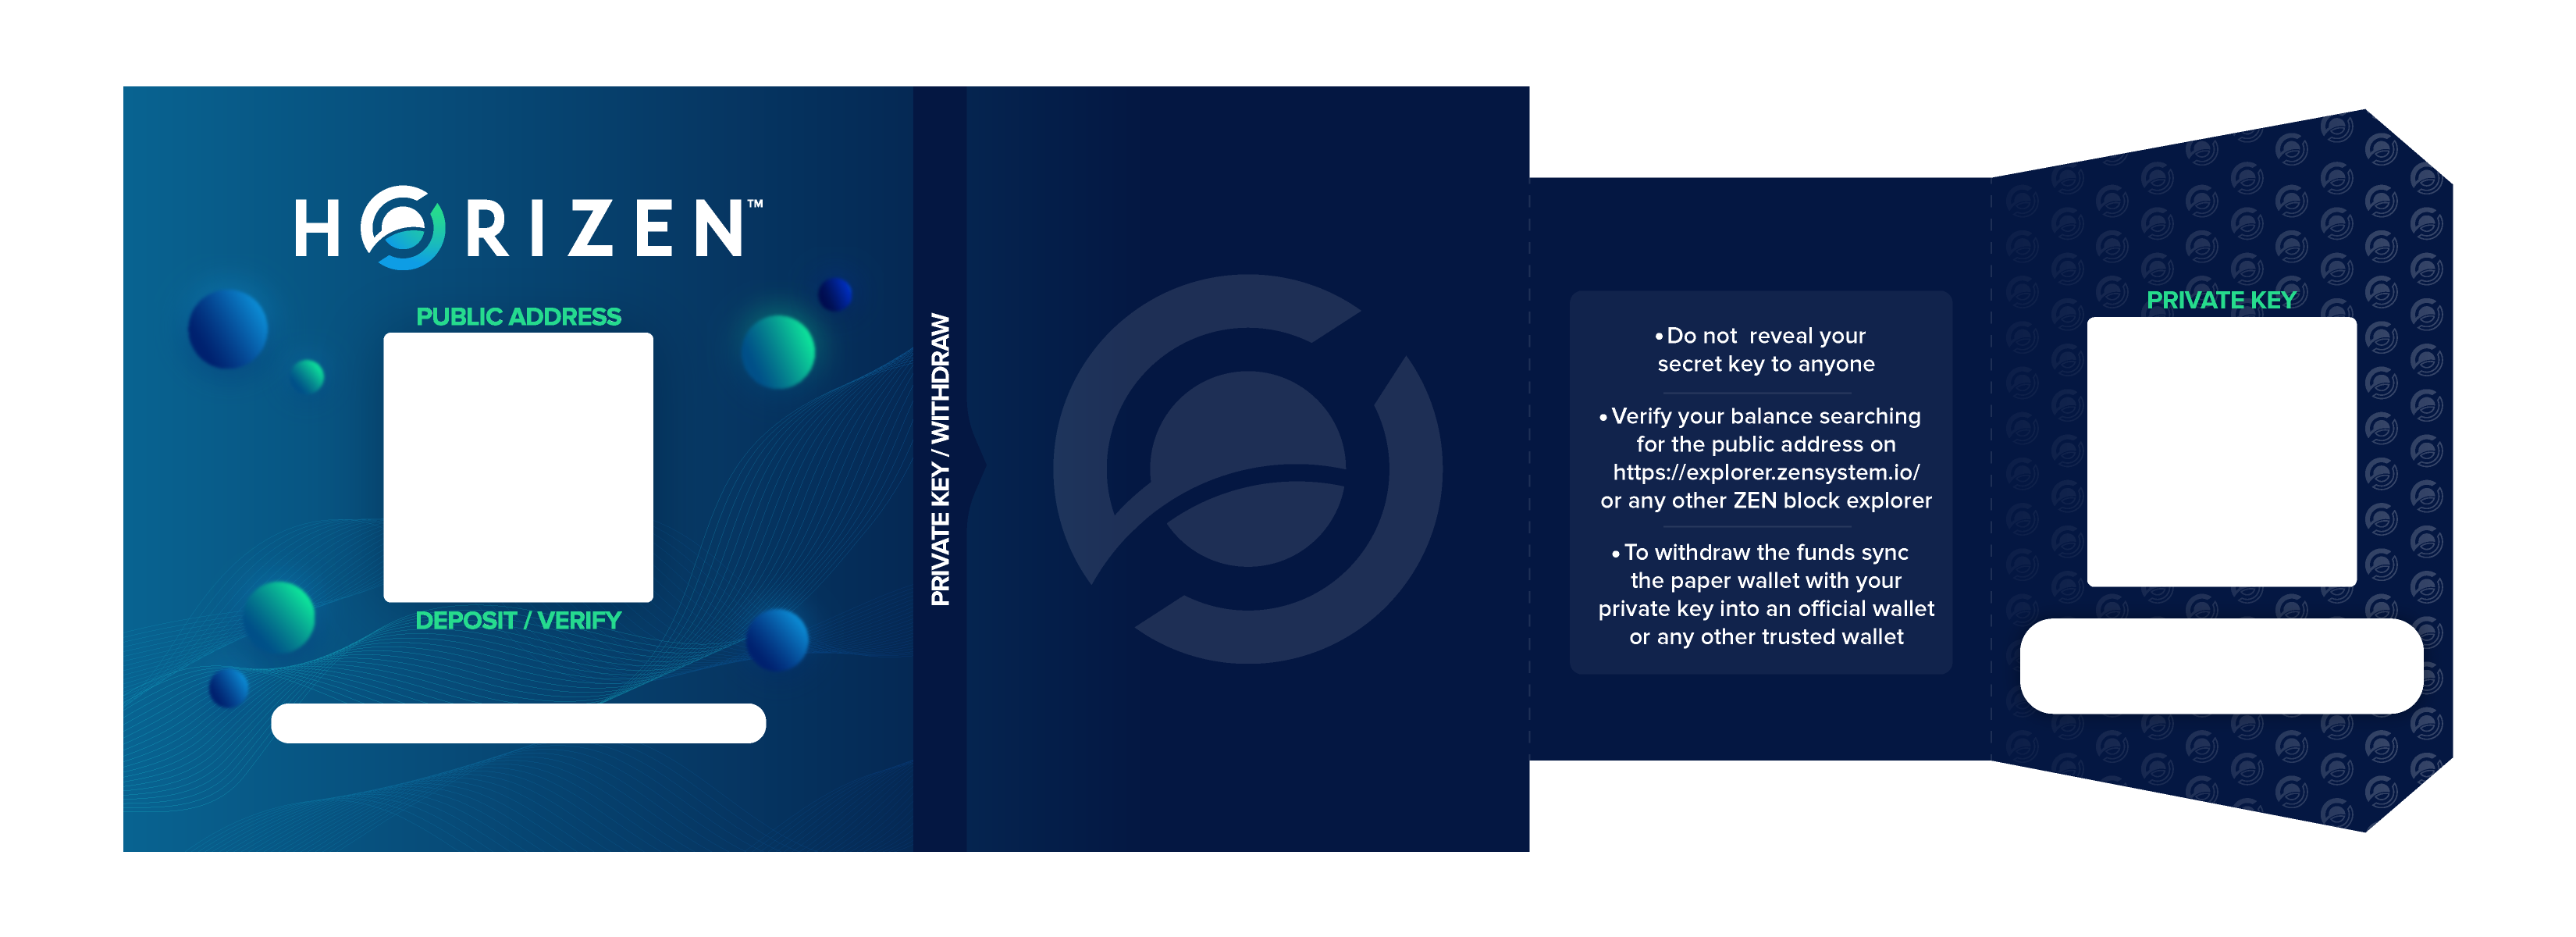 HORIZEN™
PUBLIC ADDRESS
DEPOSIT / VERIFY
PRIVATE KEY / WITHDRAW
•Do not  reveal your
secret key to anyone
•Verify your balance searching
for the public address on
https://explorer.zensystem.io/
or any other ZEN block explorer
•To withdraw the funds sync
the paper wallet with your
private key into an official wallet
or any other trusted wallet
PRIVATE KEY